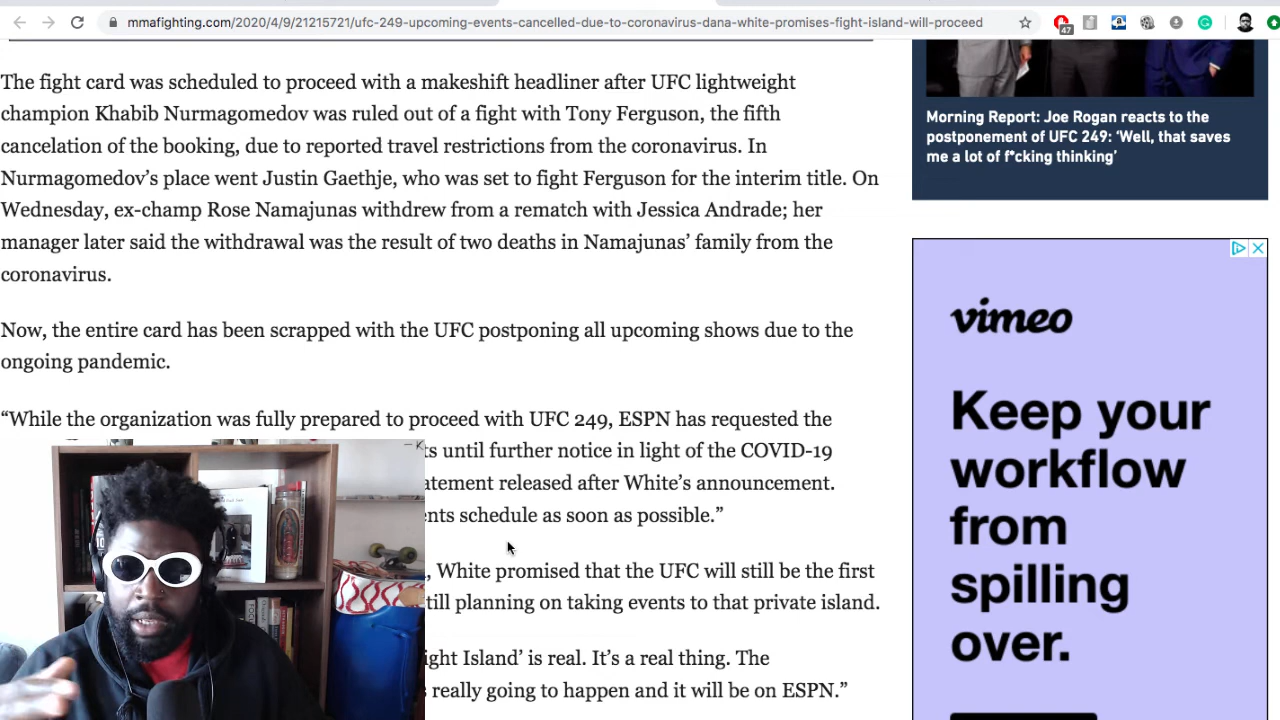 mmafighting.com/2020/4/9/21215721/ufc-249-upcoming-events-cancelled-due-to-coronavirus-dana-white-promises-fight-island-will-proceed
47
The fight card was scheduled to proceed with a makeshift headliner after UFC lightweight
champion Khabib Nurmagomedov was ruled out of a fight with Tony Ferguson, the fifth
cancelation of the booking, due to reported travel restrictions from the coronavirus. In
Nurmagomedov’s place went Justin Gaethje, who was set to fight Ferguson for the interim title. On
Wednesday, ex-champ Rose Namajunas withdrew from a rematch with Jessica Andrade; her
manager later said the withdrawal was the result of two deaths in Namajunas’ family from the
coronavirus.
Now, the entire card has been scrapped with the UFC postponing all upcoming shows due to the
ongoing pandemic.
“While the organization was fully prepared to proceed with UFC 249, ESPN has requested the
ts until further notice in light of the COVID-19
atement released after White’s announcement.
ents schedule as soon as possible.”
, White promised that the UFC will still be the first
till planning on taking events to that private island.
ight Island’ is real. It’s a real thing. The
really going to happen and it will be on ESPN.”
Morning Report: Joe Rogan reacts to the
postponement of UFC 249: ‘Well, that saves
me a lot of f*cking thinking’
vimeo
Keep your
workflow
from
spilling
over.